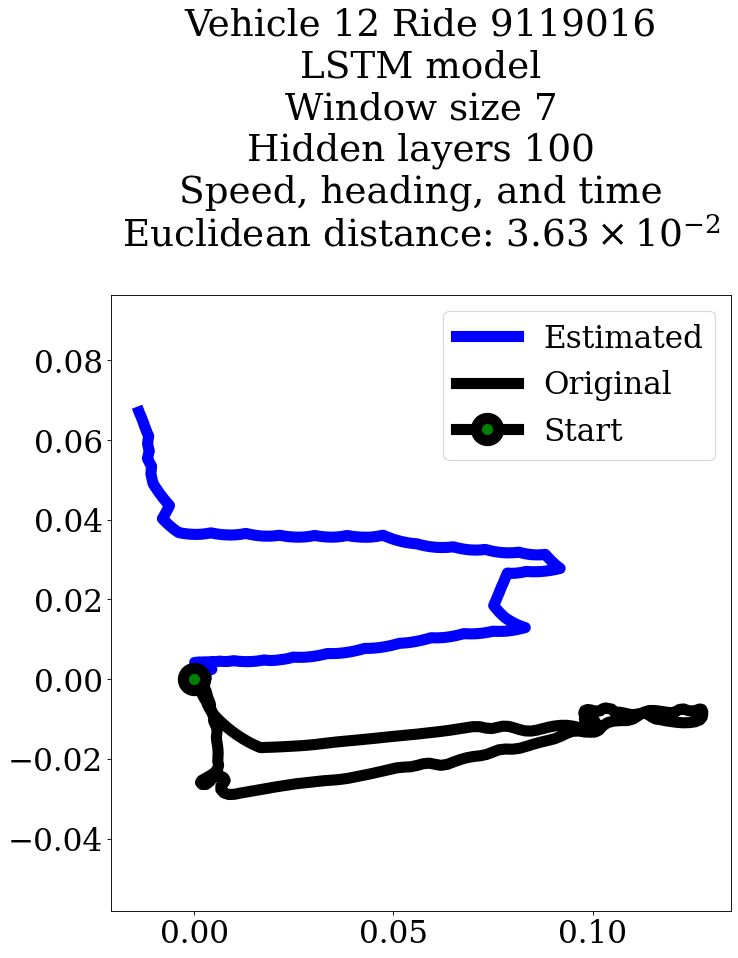 Vehicle 12 Ride 9119016
LSTM model
Window size 7
Hidden layers 100
Speed, heading, and time
Euclidean distance: 3.63 × 10⁻²
Estimated
Original
Start
0.08
0.06
0.04
0.02
0.00
−0.02
−0.04
0.00 0.05 0.10